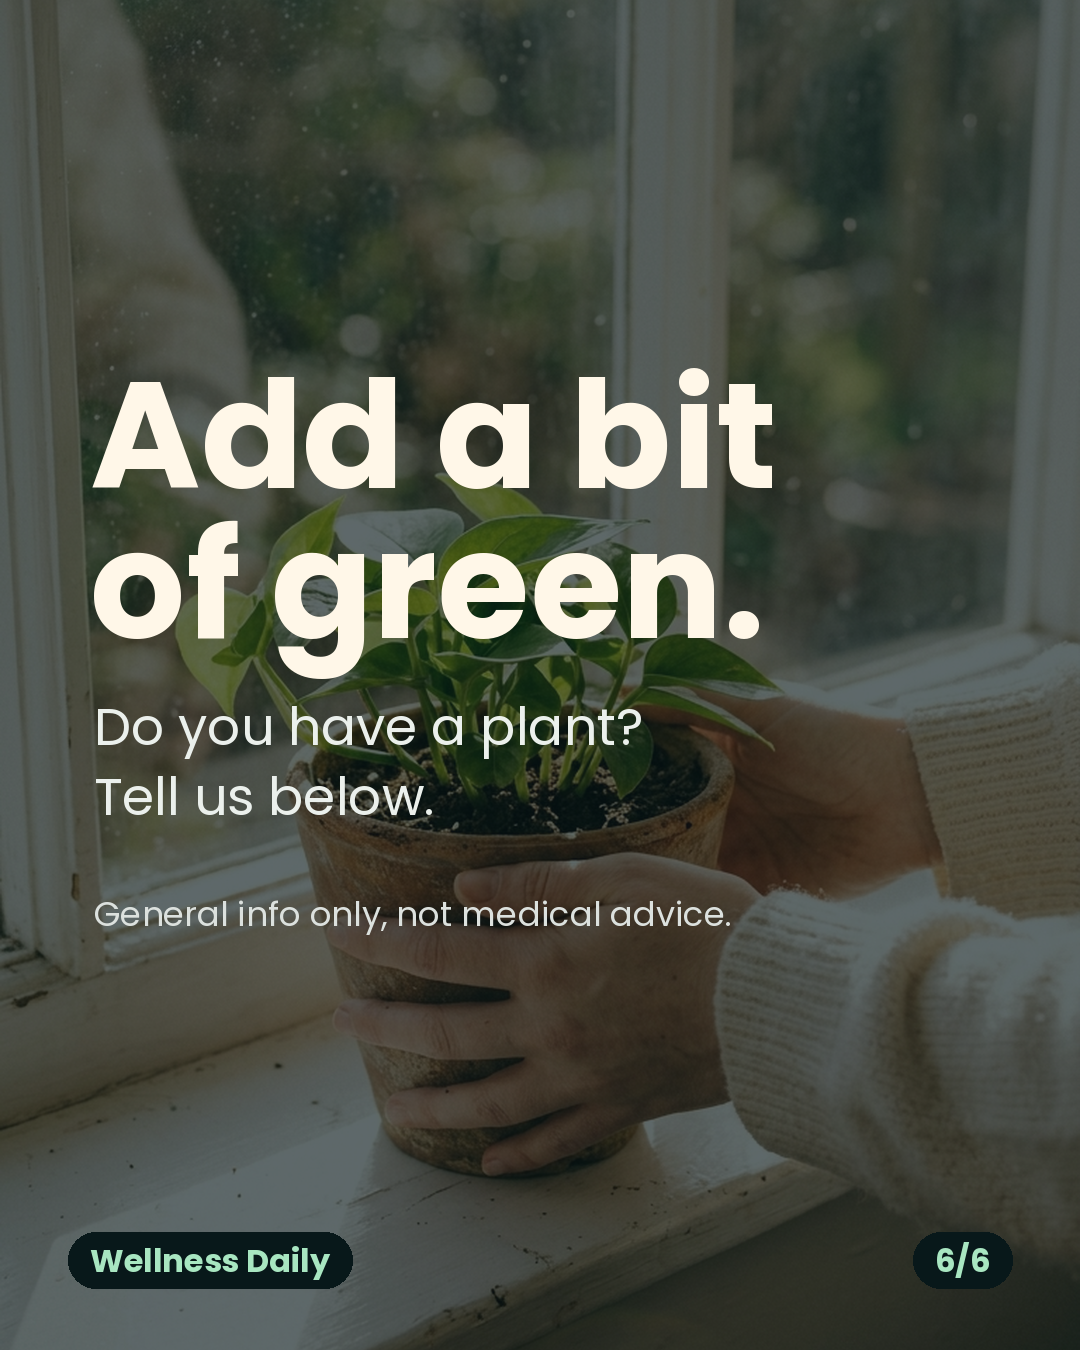 Add a bit
of green.
Do you have a plant?
Tell us below.
General info only, not medical advice.
Wellness Daily
6/6